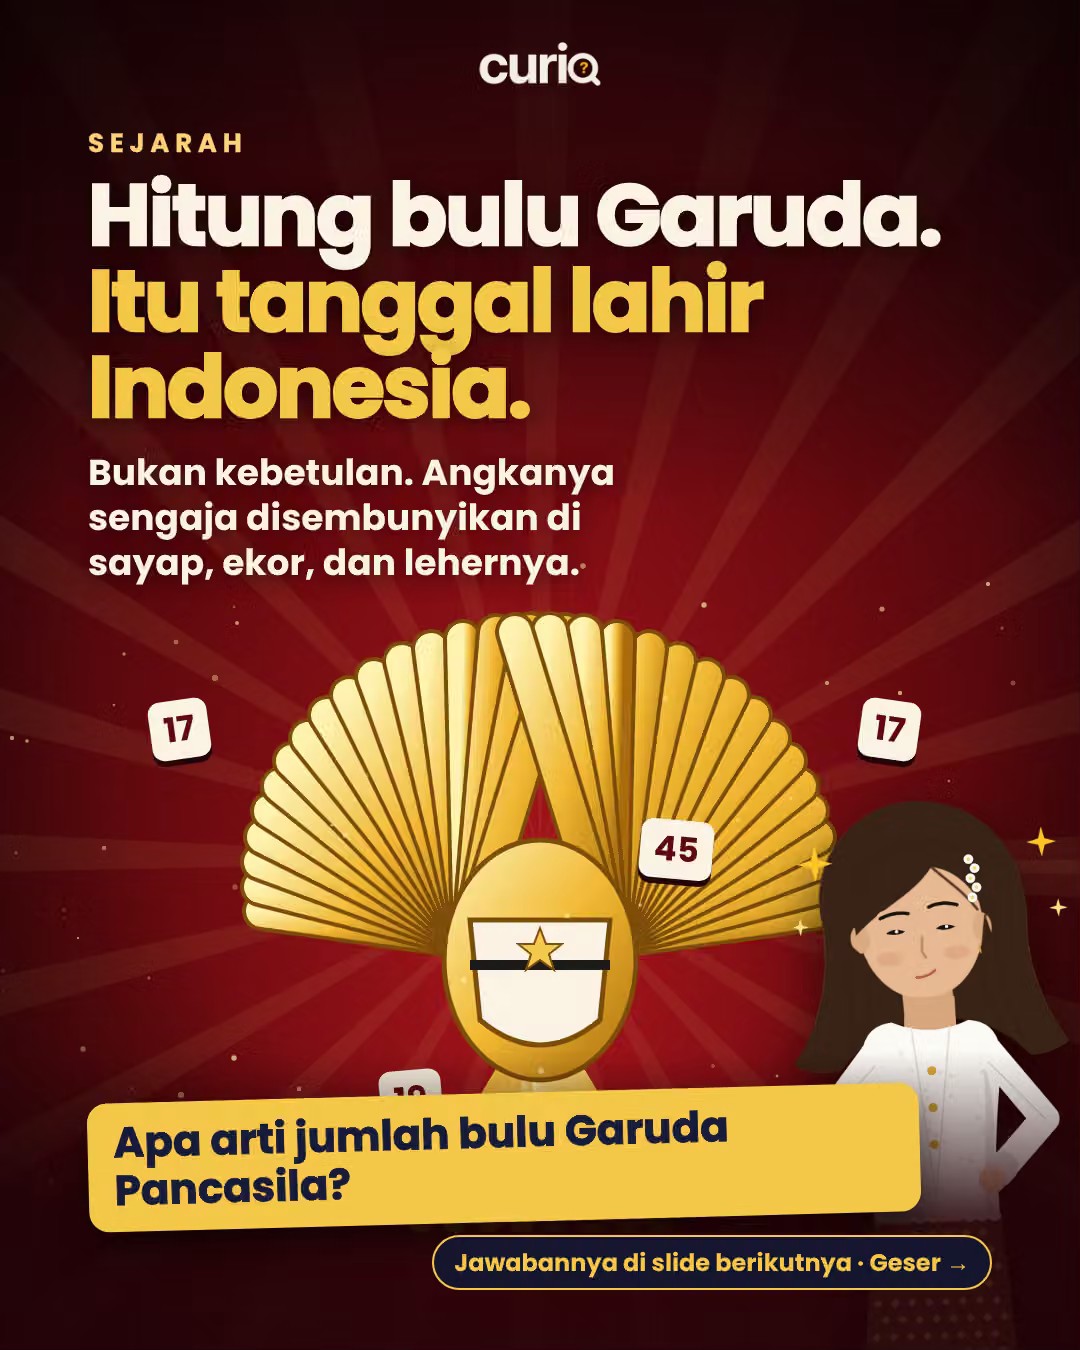 curiq
SEJARAH
Hitung bulu Garuda.
Itu tanggal lahir
Indonesia.
Bukan kebetulan. Angkanya
sengaja disembunyikan di
sayap, ekor, dan lehernya.
17
17
45
Apa arti jumlah bulu Garuda
Pancasila?
Jawabannya di slide berikutnya · Geser →